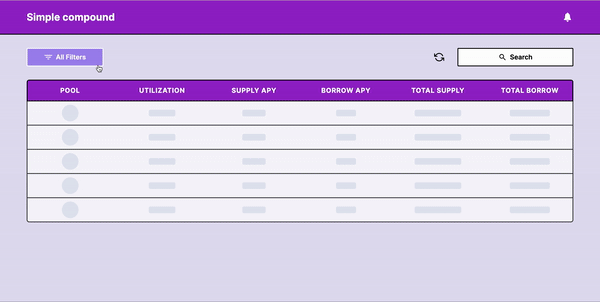 Simple compound
All Filters
Search
POOL UTILIZATION SUPPLY APY BORROW APY TOTAL SUPPLY TOTAL BORROW